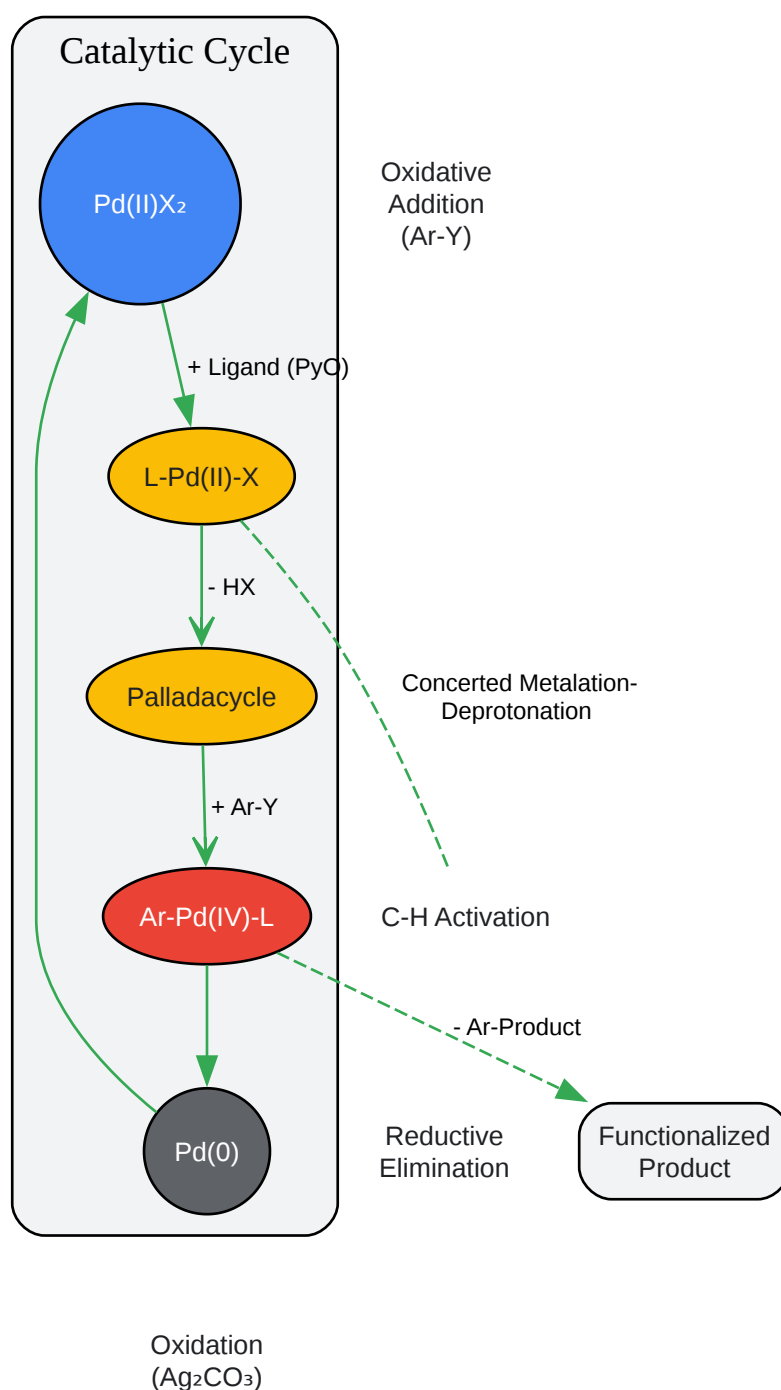 Catalytic Cycle
Pd(II)X₂
Oxidative
Addition
(Ar-Y)
+ Ligand (PyO)
L-Pd(II)-X
- HX
Palladacycle
Concerted Metalation-
Deprotonation
+ Ar-Y
Ar-Pd(IV)-L
C-H Activation
- Ar-Product
Pd(0)
Reductive
Elimination
Functionalized
Product
Oxidation
(Ag₂CO₃)